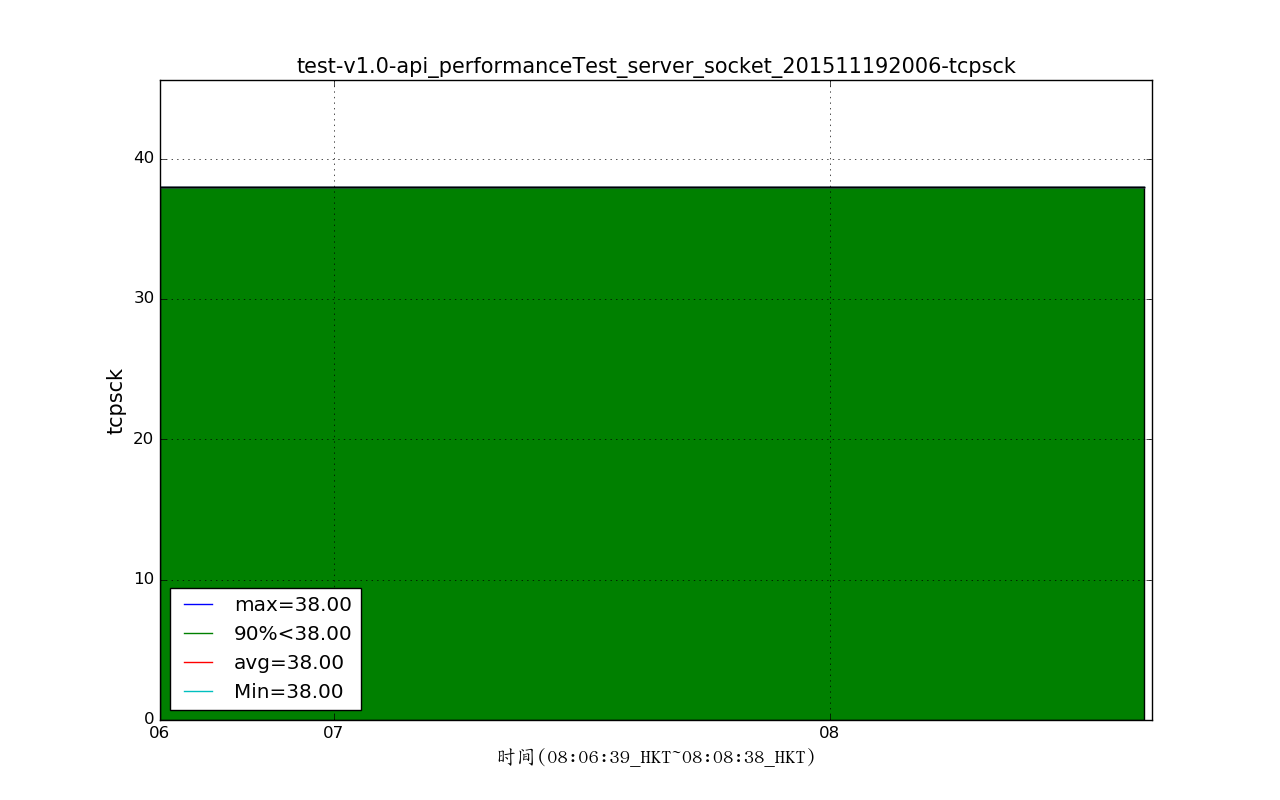 test-v1.0-api_performanceTest_server_socket_201511192006-tcpsck
40
30
20
10
0
tcpsck
max=38.00
90%<38.00
avg=38.00
Min=38.00
06
07
08
时间(08:06:39_HKT~08:08:38_HKT)